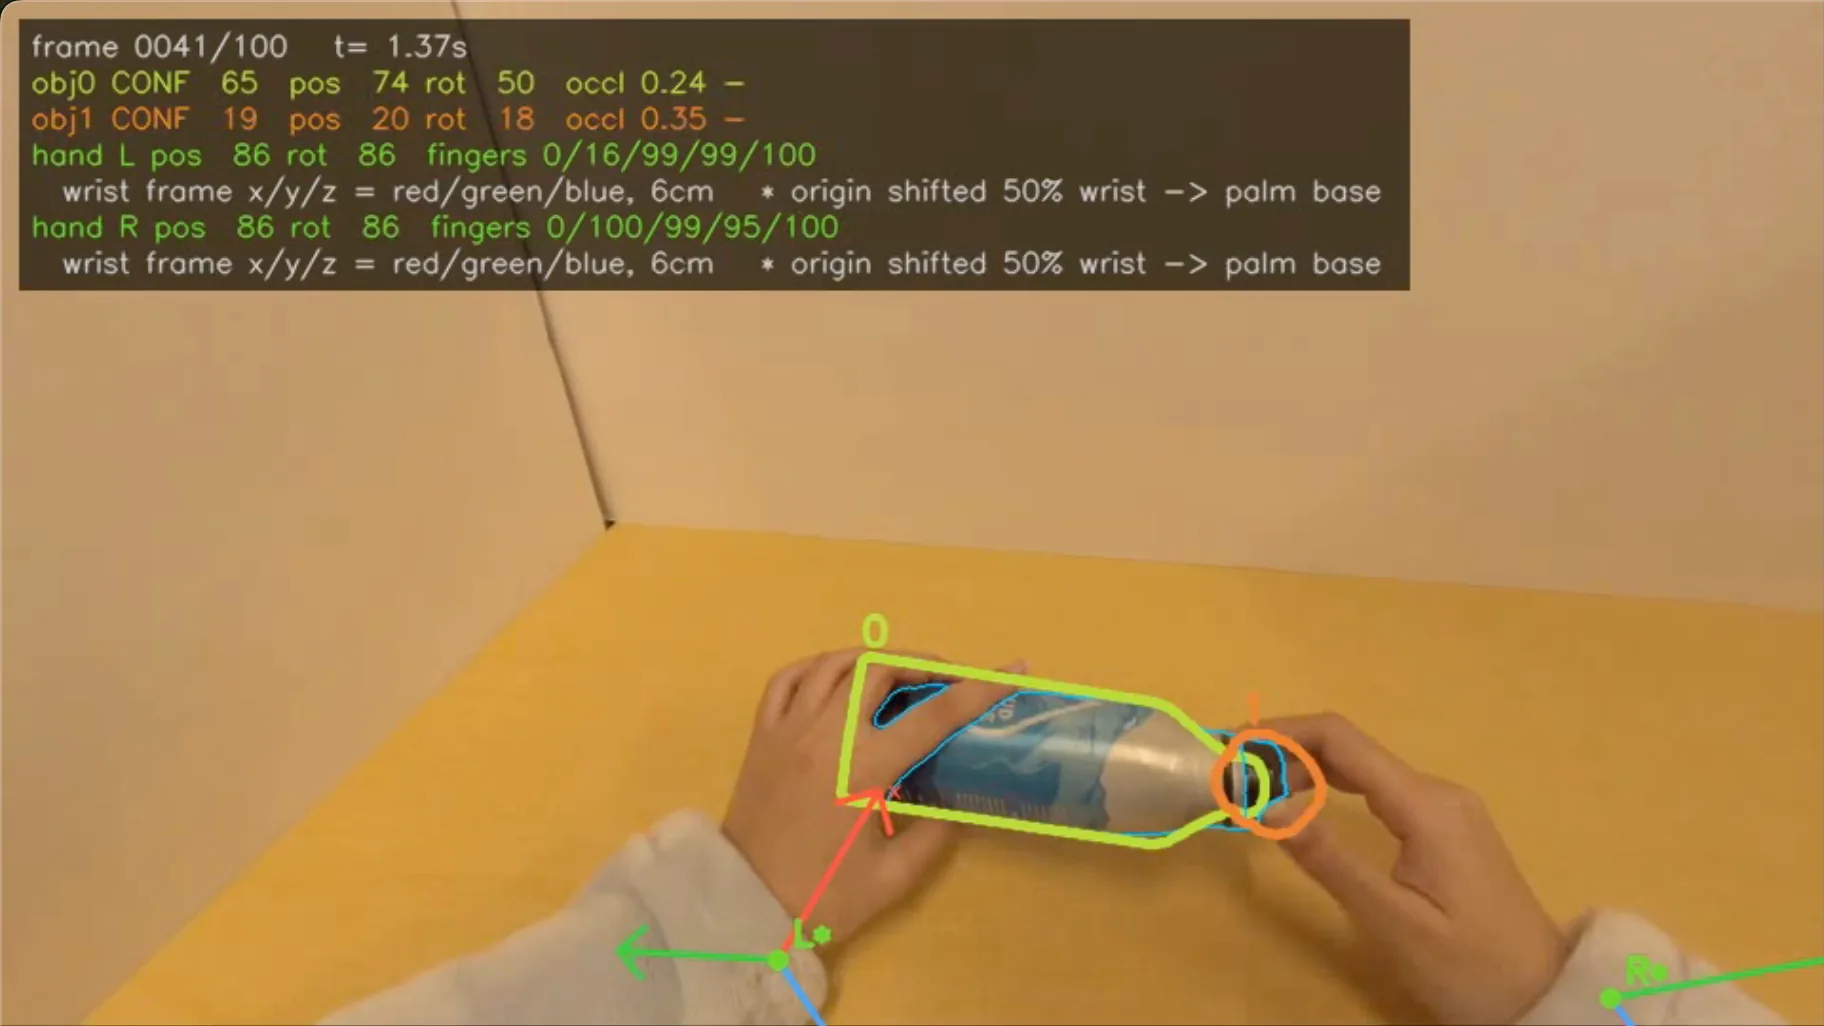 frame 0041/100 t= 1.37s
obj0 CONF 65 pos 74 rot 50 occl 0.24 –
obj1 CONF 19 pos 20 rot 18 occl 0.35 –
hand L pos 86 rot 86 fingers 0/16/99/99/100
wrist frame x/y/z = red/green/blue, 6cm * origin shifted 50% wrist -> palm base
hand R pos 86 rot 86 fingers 0/100/99/95/100
wrist frame x/y/z = red/green/blue, 6cm * origin shifted 50% wrist -> palm base
0
1
x
L*
R*